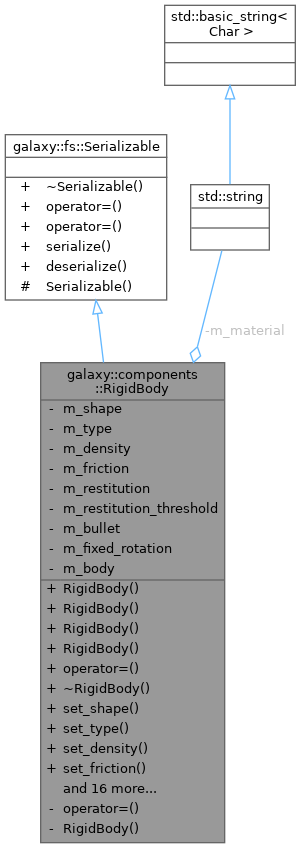 std::basic_string<
Char >
galaxy::fs::Serializable
+ ~Serializable()
+ operator=()
+ operator=()
+ serialize()
+ deserialize()
# Serializable()
std::string
-m_material
galaxy::components
::RigidBody
- m_shape
- m_type
- m_density
- m_friction
- m_restitution
- m_restitution_threshold
- m_bullet
- m_fixed_rotation
- m_body
+ RigidBody()
+ RigidBody()
+ RigidBody()
+ RigidBody()
+ operator=()
+ ~RigidBody()
+ set_shape()
+ set_type()
+ set_density()
+ set_friction()
and 16 more...
- operator=()
- RigidBody()